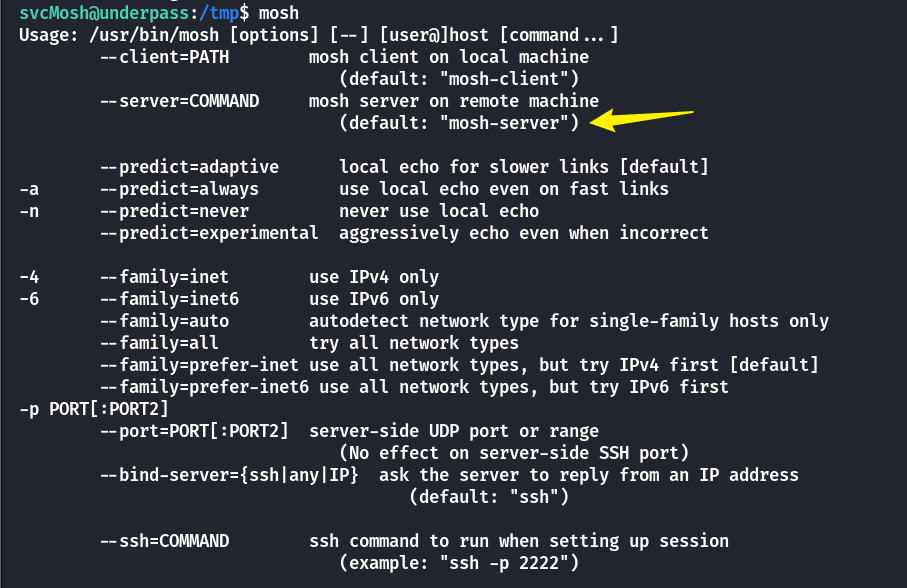 svcMosh@underpass:/tmp$ mosh
Usage: /usr/bin/mosh [options] [--] [user@]host [command...]
        --client=PATH        mosh client on local machine
                                (default: "mosh-client")
        --server=COMMAND     mosh server on remote machine
                                (default: "mosh-server")

        --predict=adaptive      local echo for slower links [default]
-a      --predict=always        use local echo even on fast links
-n      --predict=never         never use local echo
        --predict=experimental  aggressively echo even when incorrect

-4      --family=inet        use IPv4 only
-6      --family=inet6       use IPv6 only
        --family=auto        autodetect network type for single-family hosts only
        --family=all         try all network types
        --family=prefer-inet use all network types, but try IPv4 first [default]
        --family=prefer-inet6 use all network types, but try IPv6 first
-p PORT[:PORT2]
        --port=PORT[:PORT2]  server-side UDP port or range
                                (No effect on server-side SSH port)
        --bind-server={ssh|any|IP}  ask the server to reply from an IP address
                                       (default: "ssh")

        --ssh=COMMAND        ssh command to run when setting up session
                                (example: "ssh -p 2222")